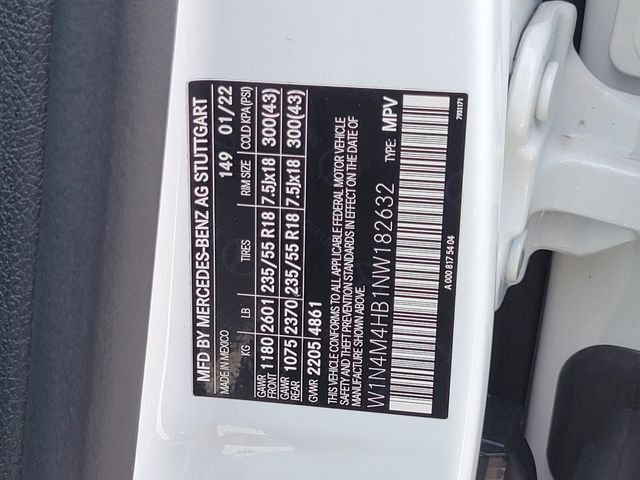 MFD BY MERCEDES-BENZ AG STUTTGART
MADE IN MEXICO 149 01/22
KG LB TIRES RIM SIZE COLD KPA(PSI)
GAWR FRONT 1180 2601 235/55 R18 7.5Jx18 300(43)
GAWR REAR 1075 2370 235/55 R18 7.5Jx18 300(43)
GVWR 2205 4861
THIS VEHICLE CONFORMS TO ALL APPLICABLE FEDERAL MOTOR VEHICLE
SAFETY AND THEFT PREVENTION STANDARDS IN EFFECT ON THE DATE OF
MANUFACTURE SHOWN ABOVE.
W1N4M4HB1NW182632 TYPE: MPV
A 000 817 54 04 7931171